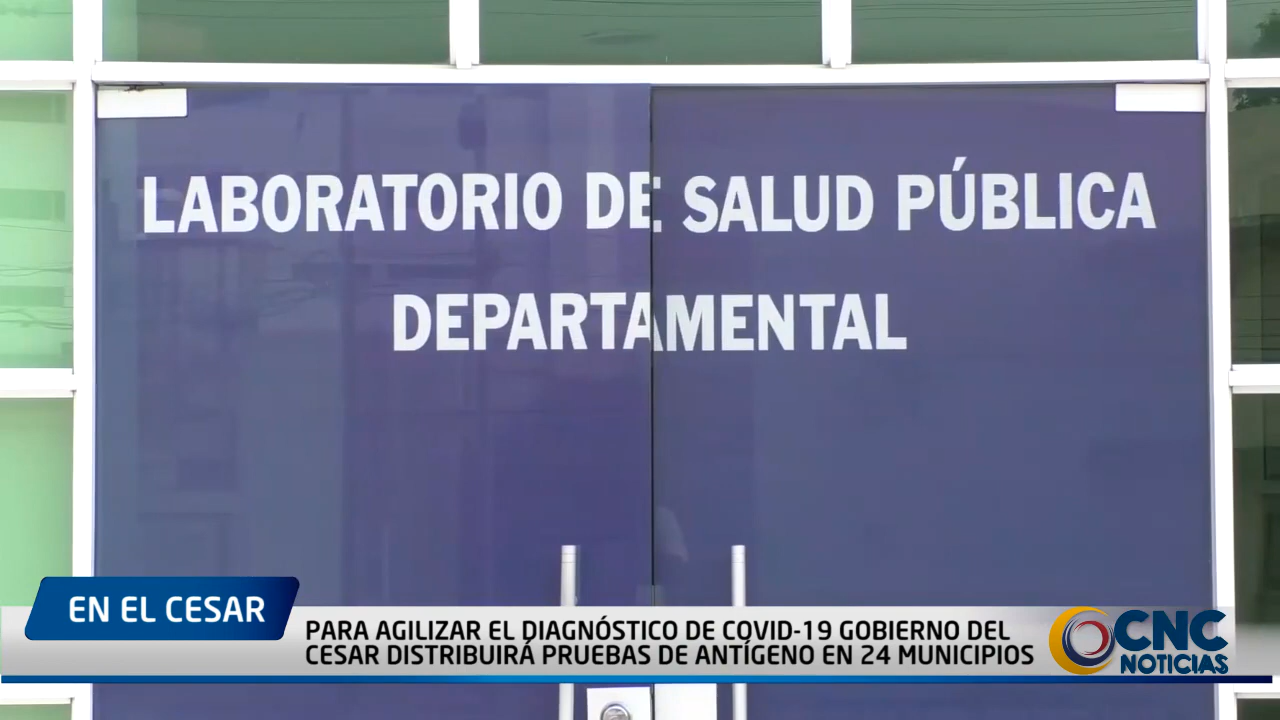 LABORATORIO DE SALUD PÚBLICA
DEPARTAMENTAL
EN EL CESAR
PARA AGILIZAR EL DIAGNÓSTICO DE COVID-19 GOBIERNO DEL
CESAR DISTRIBUIRÁ PRUEBAS DE ANTÍGENO EN 24 MUNICIPIOS
CNC
NOTICIAS